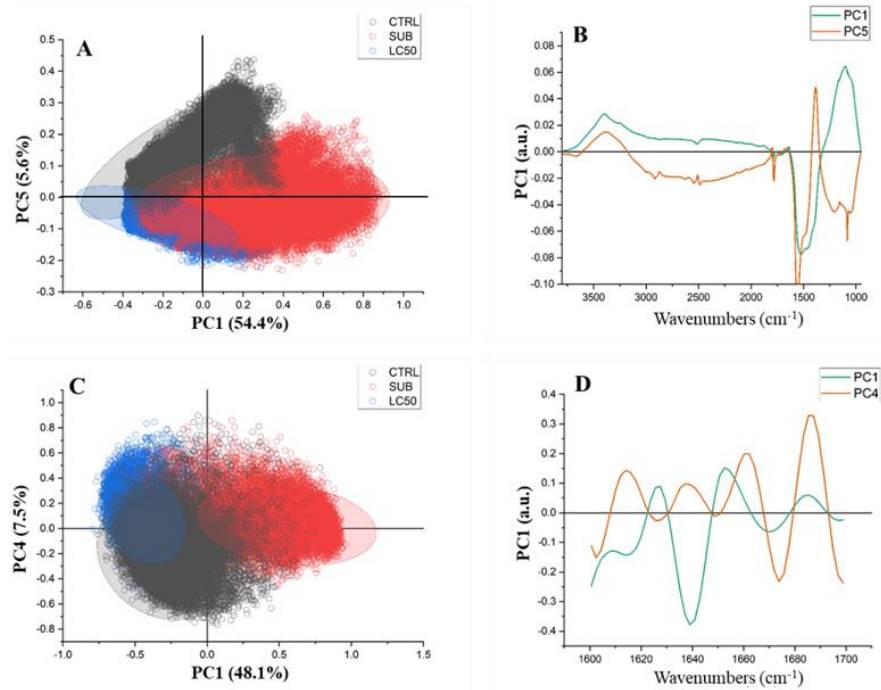 A
CTRL
SUB
LC50
PC5 (5.6%)
0.5
0.4
0.3
0.2
0.1
0.0
-0.1
-0.2
-0.3
-0.6 -0.4 -0.2 0.0 0.2 0.4 0.6 0.8 1.0
PC1 (54.4%)
B
PC1
PC5
PC1 (a.u.)
0.08
0.06
0.04
0.02
0.00
-0.02
-0.04
-0.06
-0.08
-0.10
3500 3000 2500 2000 1500 1000
Wavenumbers (cm-1)
C
CTRL
SUB
LC50
PC4 (7.5%)
1.0
0.8
0.6
0.4
0.2
0.0
-0.2
-0.4
-0.6
-0.8
-1.0 -0.5 0.0 0.5 1.0 1.5
PC1 (48.1%)
D
PC1
PC4
PC1 (a.u.)
0.4
0.3
0.2
0.1
0.0
-0.1
-0.2
-0.3
-0.4
1600 1620 1640 1660 1680 1700
Wavenumbers (cm-1)